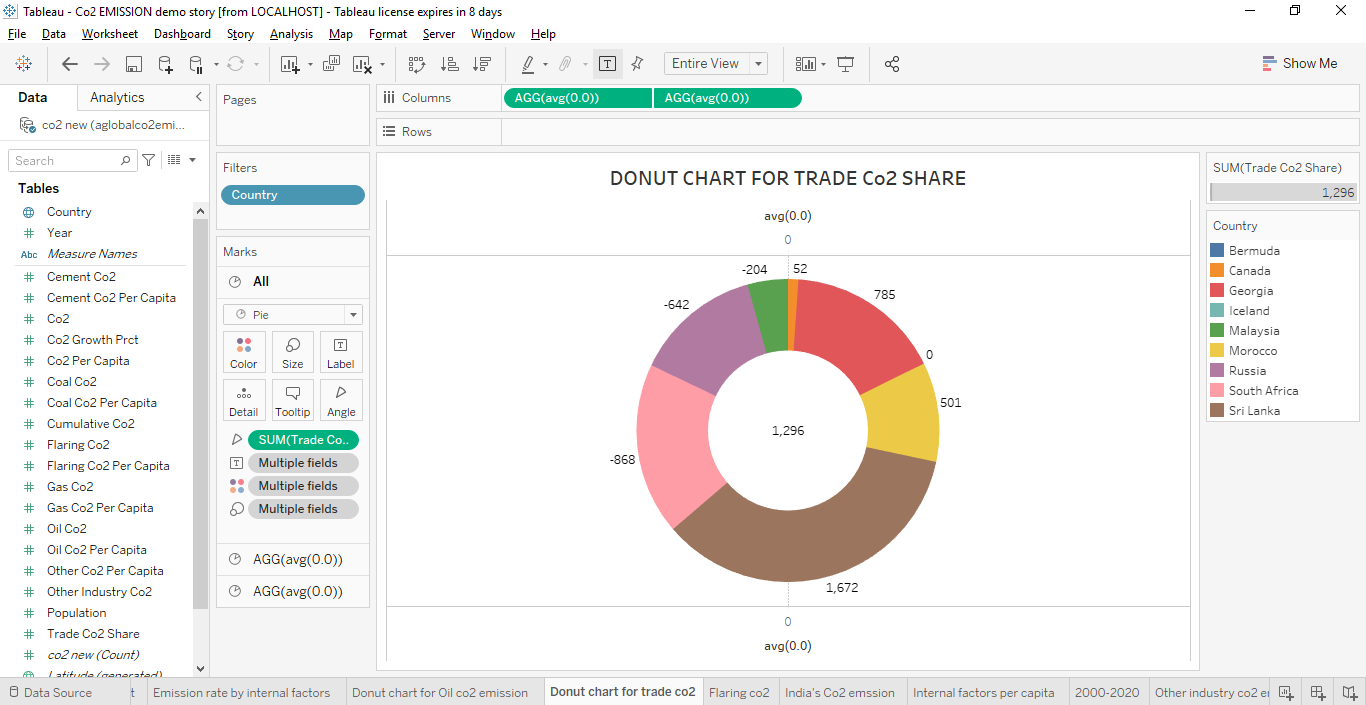 Tableau - Co2 EMISSION demo story [from LOCALHOST] - Tableau license expires in 8 days
File Data Worksheet Dashboard Story Analysis Map Format Server Window Help
Entire View
Show Me
Data Analytics
co2 new (aglobalco2emi...
Search
Tables
Country
Year
Abc Measure Names
Cement Co2
Cement Co2 Per Capita
Co2
Co2 Growth Prct
Co2 Per Capita
Coal Co2
Coal Co2 Per Capita
Cumulative Co2
Flaring Co2
Flaring Co2 Per Capita
Gas Co2
Gas Co2 Per Capita
Oil Co2
Oil Co2 Per Capita
Other Co2 Per Capita
Other Industry Co2
Population
Trade Co2 Share
co2 new (Count)
Latitude (generated)
Pages
Filters
Country
Marks
All
Pie
Color Size Label
Detail Tooltip Angle
SUM(Trade Co..
Multiple fields
Multiple fields
Multiple fields
AGG(avg(0.0))
AGG(avg(0.0))
Columns AGG(avg(0.0)) AGG(avg(0.0))
Rows
DONUT CHART FOR TRADE Co2 SHARE
avg(0.0)
0
-204 52
785
-642
0
501
1,296
-868
1,672
0
avg(0.0)
SUM(Trade Co2 Share)
1,296
Country
Bermuda
Canada
Georgia
Iceland
Malaysia
Morocco
Russia
South Africa
Sri Lanka
Data Source t Emission rate by internal factors Donut chart for Oil co2 emission Donut chart for trade co2 Flaring co2 India's Co2 emssion Internal factors per capita 2000-2020 Other industry co2 er